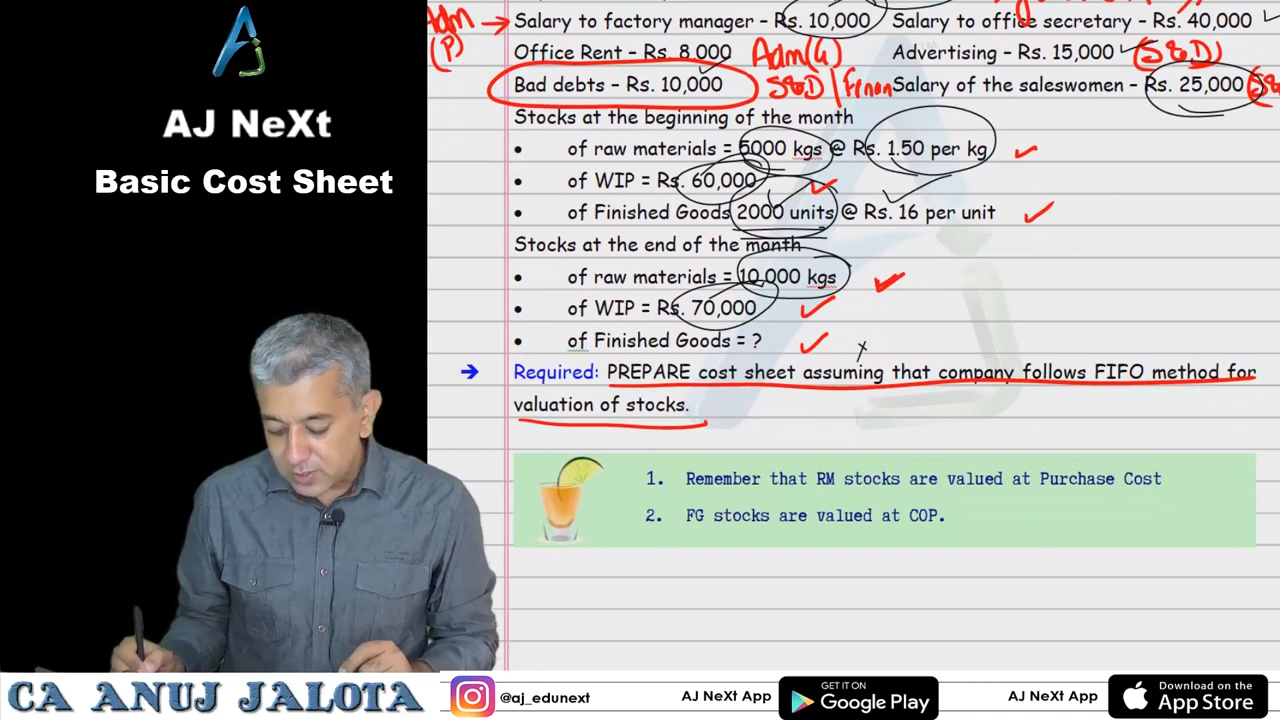 Adm
(P)
Salary to factory manager – Rs. 10,000
Salary to office secretary – Rs. 40,000
Office Rent – Rs. 8,000
Adm(G)
Advertising – Rs. 15,000
(S&D)
Bad debts – Rs. 10,000
S&D
Salary of the saleswomen – Rs. 25,000
Stocks at the beginning of the month
• of raw materials = 5000 kgs @ Rs. 1.50 per kg
• of WIP = Rs. 60,000
• of Finished Goods 2000 units @ Rs. 16 per unit
Stocks at the end of the month
• of raw materials = 10,000 kgs
• of WIP = Rs. 70,000
• of Finished Goods = ?
Required: PREPARE cost sheet assuming that company follows FIFO method for
valuation of stocks.
1. Remember that RM stocks are valued at Purchase Cost
2. FG stocks are valued at COP.
AJ NeXt
Basic Cost Sheet
CA ANUJ JALOTA
@aj_edunext
AJ NeXt App
GET IT ON
Google Play
AJ NeXt App
Download on the
App Store